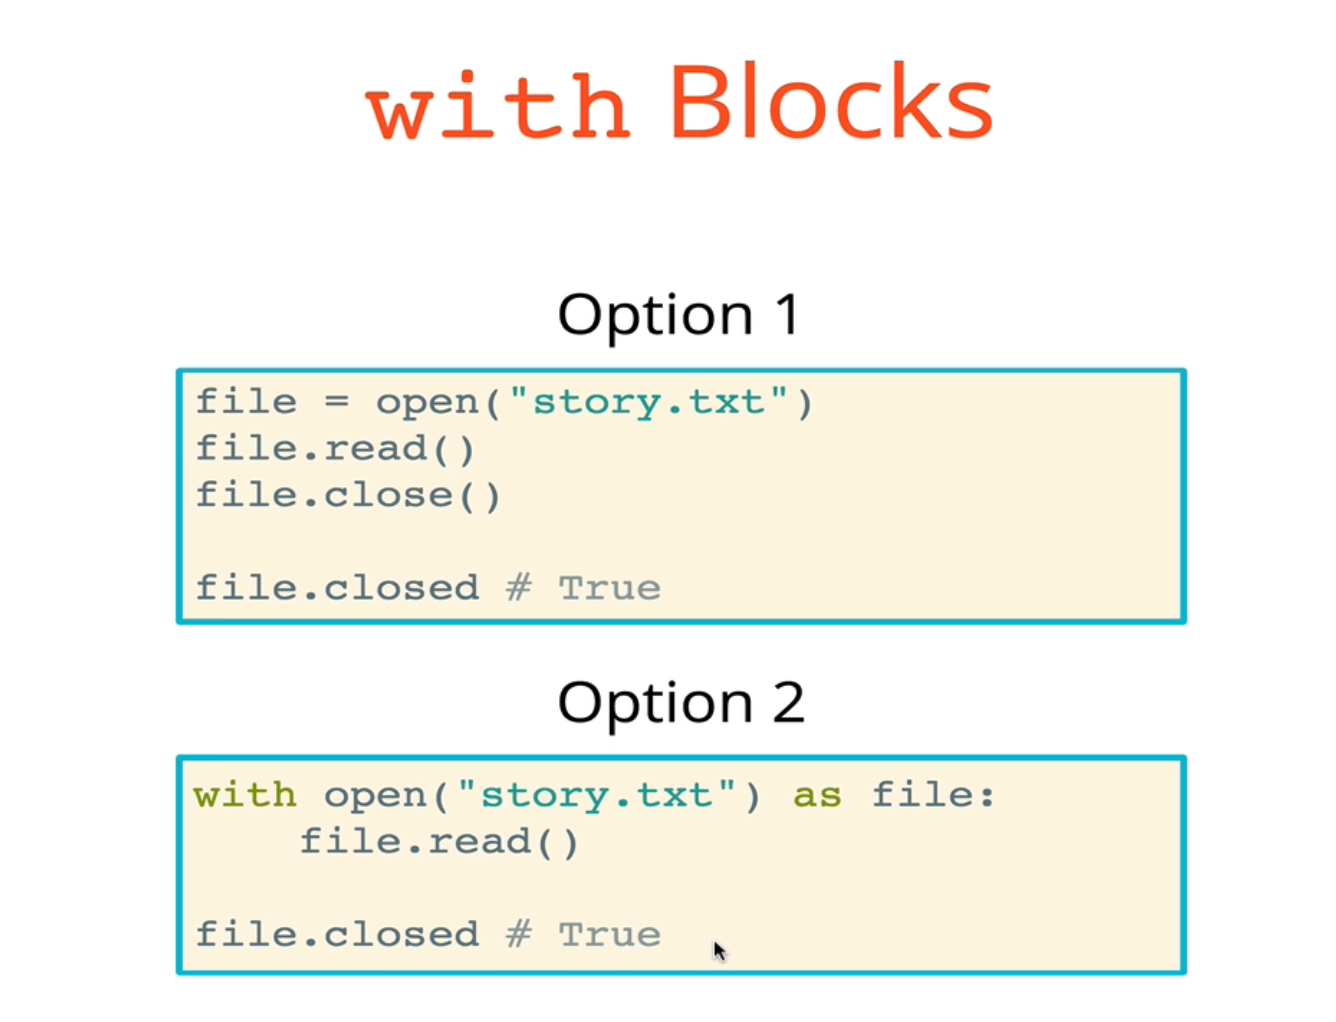 with Blocks
Option 1
file = open("story.txt")
file.read()
file.close()
file.closed # True
Option 2
with open("story.txt") as file:
    file.read()
file.closed # True